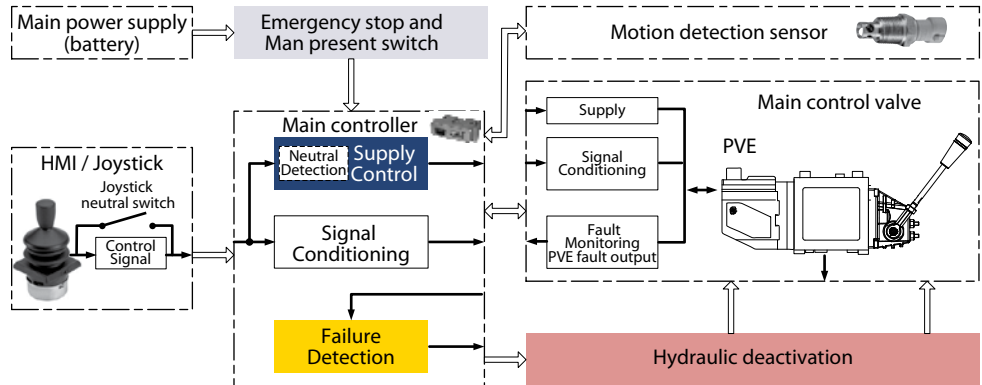 Main power supply
(battery)
Emergency stop and
Man present switch
Motion detection sensor
Main controller
Neutral
Detection
Supply
Control
Signal
Conditioning
Failure
Detection
HMI / Joystick
Joystick
neutral switch
Control
Signal
Main control valve
Supply
Signal
Conditioning
Fault
Monitoring
PVE fault output
PVE
Hydraulic deactivation